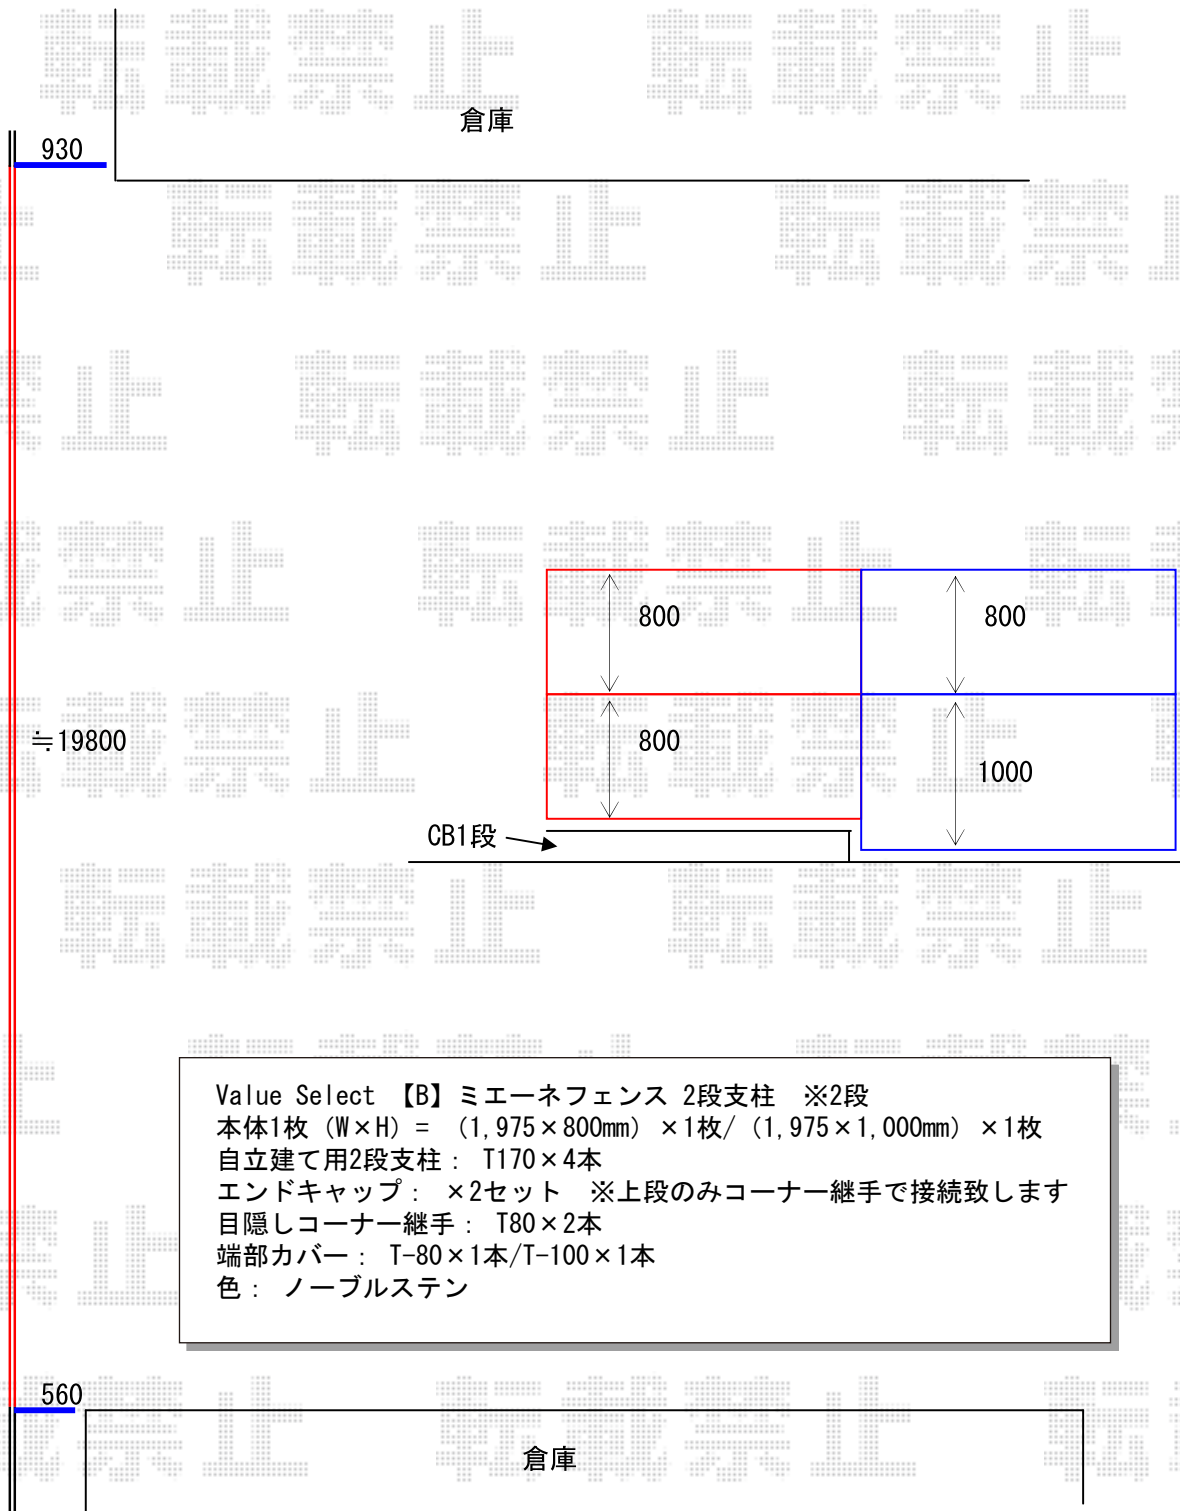 倉庫
930
800
800
≒19800
800
1000
CB1段
Value Select 【B】ミエーネフェンス 2段支柱　※2段
本体1枚 (W×H) = (1,975×800mm) ×1枚/ (1,975×1,000mm) ×1枚
自立建て用2段支柱： T170×4本
エンドキャップ： ×2セット　※上段のみコーナー継手で接続致します
目隠しコーナー継手： T80×2本
端部カバー： T-80×1本/T-100×1本
色： ノーブルステン
560
倉庫
転載禁止